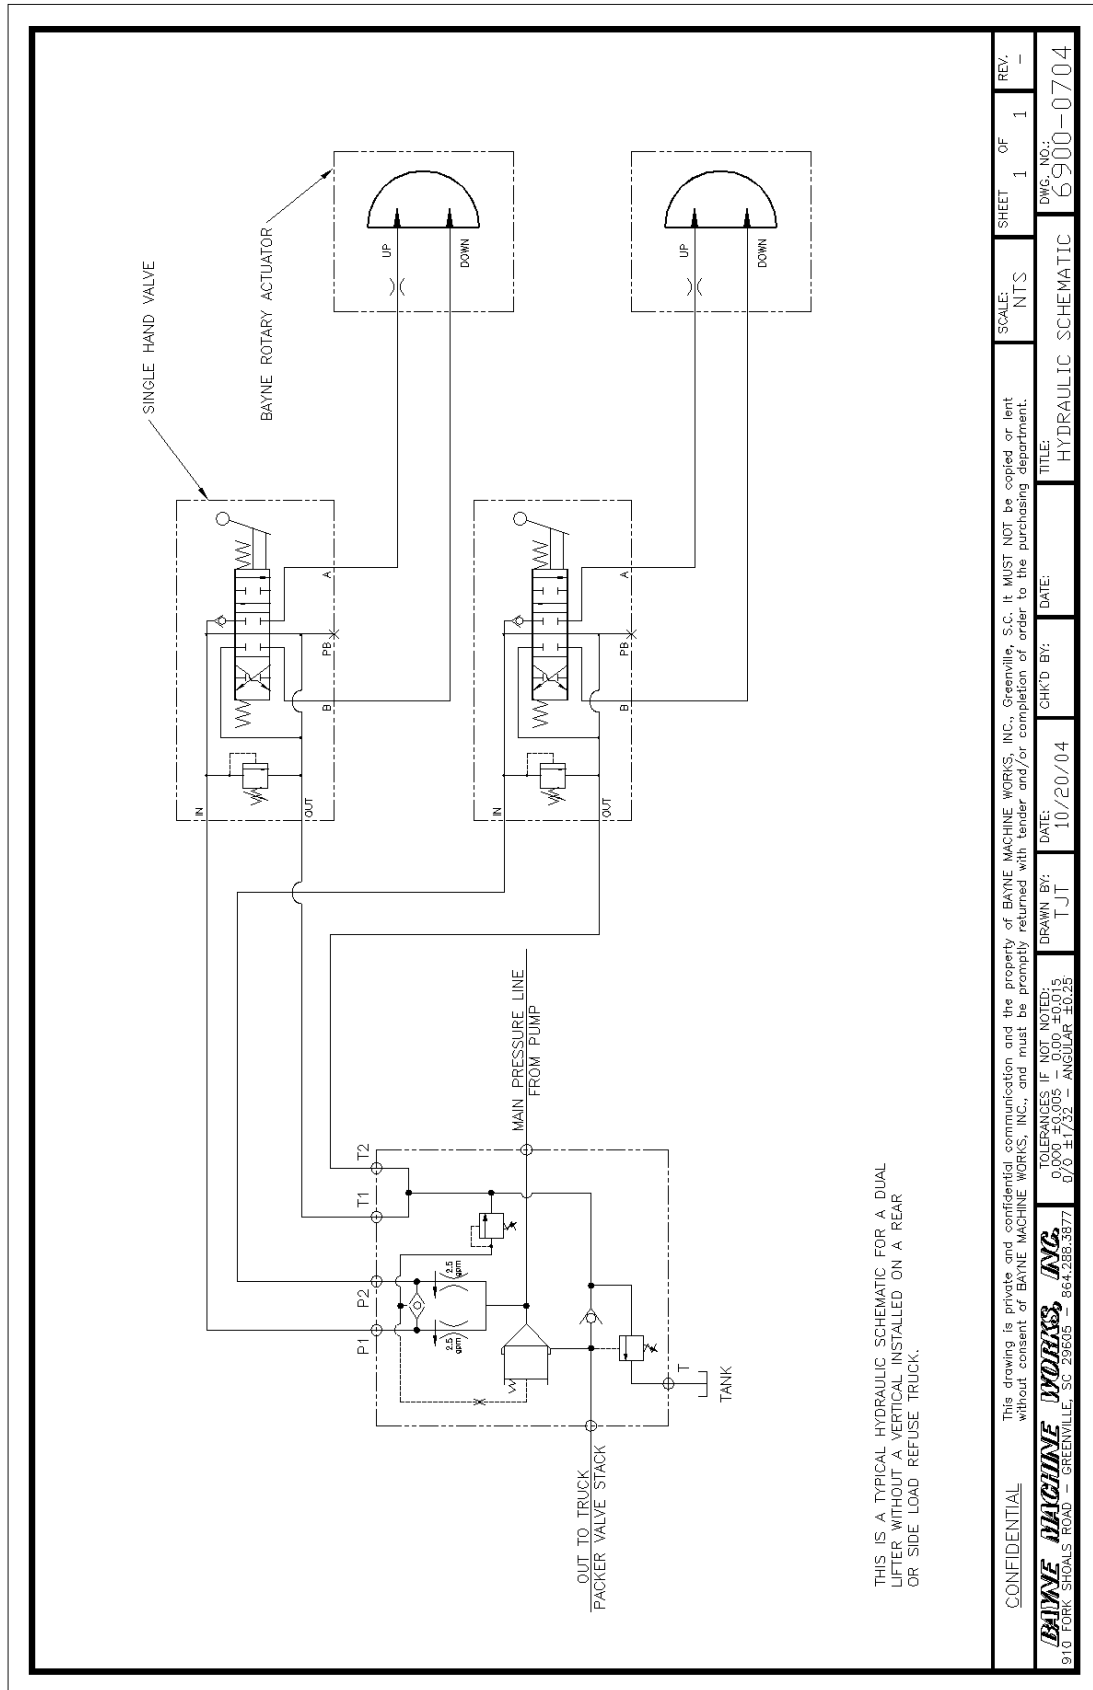 SINGLE HAND VALVE
BAYNE ROTARY ACTUATOR
IN
OUT
B
PB
A
UP
DOWN
IN
OUT
B
PB
A
UP
DOWN
P1
P2
T1
T2
2.5
gpm
2.5
gpm
MAIN PRESSURE LINE
FROM PUMP
T
TANK
OUT TO TRUCK
PACKER VALVE STACK
THIS IS A TYPICAL HYDRAULIC SCHEMATIC FOR A DUAL
LIFTER WITHOUT A VERTICAL INSTALLED ON A REAR
OR SIDE LOAD REFUSE TRUCK.
CONFIDENTIAL
This drawing is private and confidential communication and the property of BAYNE MACHINE WORKS, INC., Greenville, S.C. It MUST NOT be copied or lent
without consent of BAYNE MACHINE WORKS, INC., and must be promptly returned with tender and/or completion of order to the purchasing department.
SCALE:
NTS
SHEET 1 OF 1
REV.
-
BAYNE MACHINE WORKS, INC.
910 FORK SHOALS ROAD - GREENVILLE, SC 29605 - 864.288.3877
TOLERANCES IF NOT NOTED:
0.000 ±0.005 - 0.00 ±0.015
0/0 ±1/32 - ANGULAR ±0.25
DRAWN BY:
TJT
DATE:
10/20/04
CHK'D BY:
DATE:
TITLE:
HYDRAULIC SCHEMATIC
DWG. NO.:
6900-0704